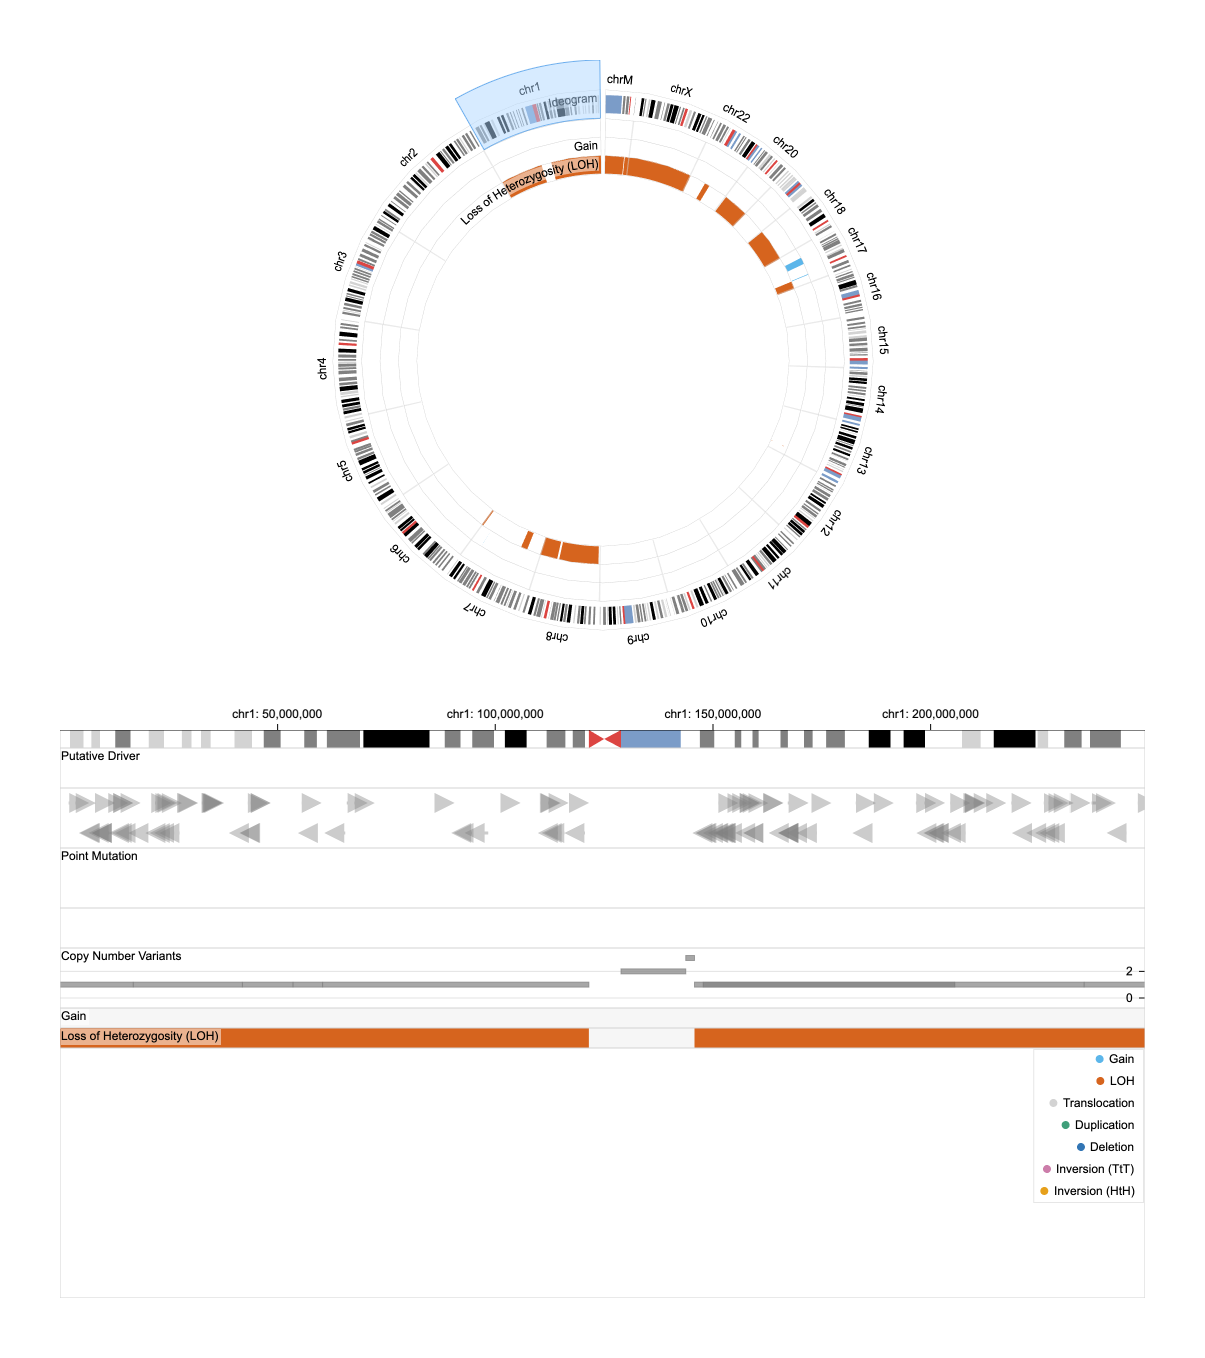 chrM
chrX
chr22
chr20
chr18
chr17
chr16
chr15
chr14
chr13
chr12
chr11
chr10
chr9
chr8
chr7
chr6
chr5
chr4
chr3
chr2
chr1
Ideogram
Gain
Loss of Heterozygosity (LOH)
chr1: 50,000,000
chr1: 100,000,000
chr1: 150,000,000
chr1: 200,000,000
Putative Driver
Point Mutation
Copy Number Variants
2
0
Gain
Loss of Heterozygosity (LOH)
Gain
LOH
Translocation
Duplication
Deletion
Inversion (TtT)
Inversion (HtH)